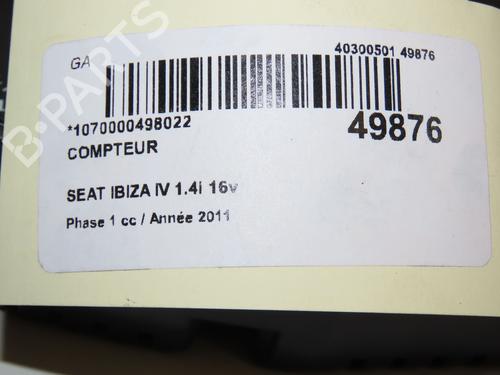 GA
40300501 49876
*1070000498022
49876
COMPTEUR
SEAT IBIZA IV 1.4i 16v
Phase 1 cc / Année 2011
B-PARTS